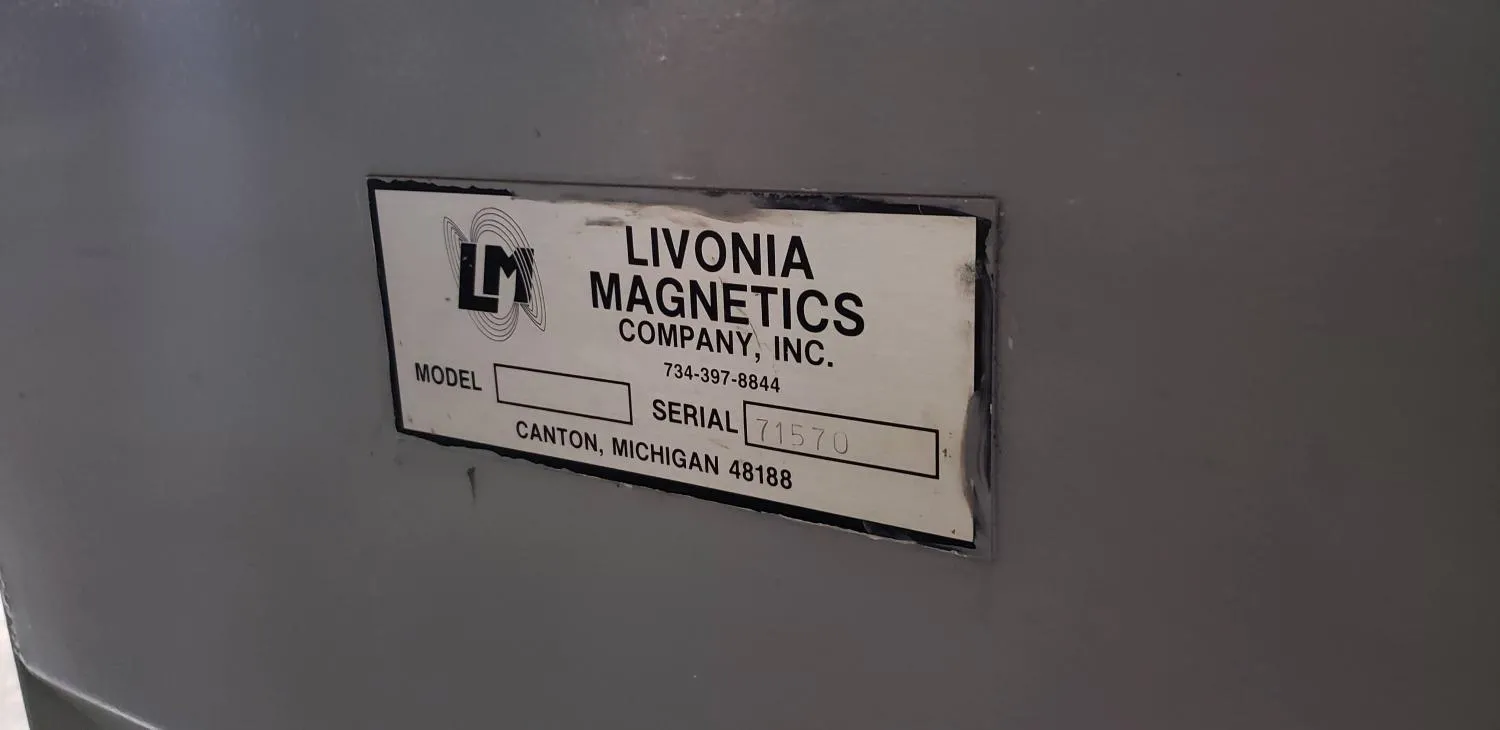 LM
LIVONIA
MAGNETICS
COMPANY, INC.
734-397-8844
MODEL
SERIAL 71570
CANTON, MICHIGAN 48188